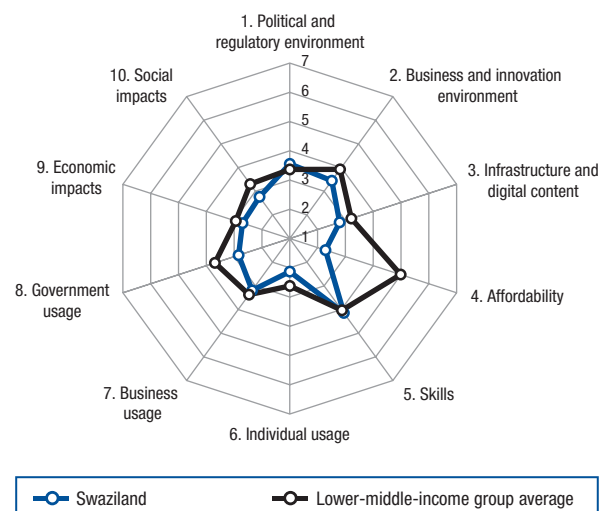 1. Political and
regulatory environment
2. Business and innovation
environment
3. Infrastructure and
digital content
4. Affordability
5. Skills
6. Individual usage
7. Business
usage
8. Government
usage
9. Economic
impacts
10. Social
impacts
7
6
5
4
3
2
1
Swaziland
Lower-middle-income group average